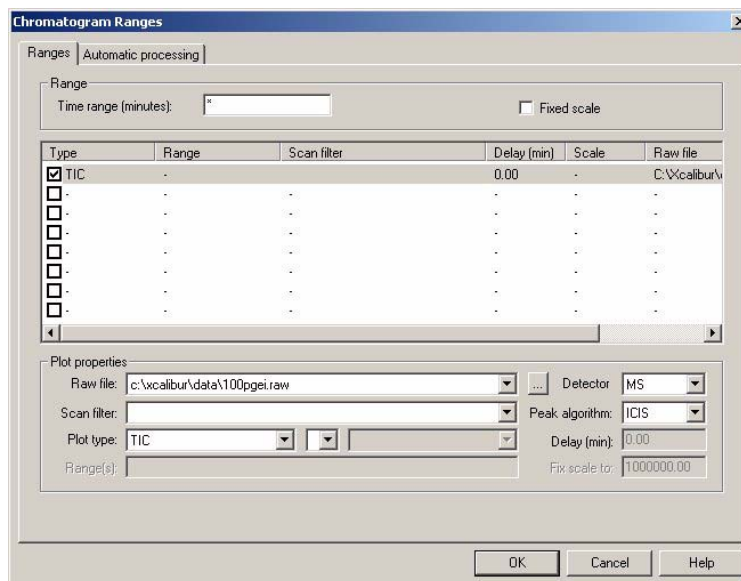 Chromatogram Ranges
Ranges Automatic processing
Range
Time range (minutes): * Fixed scale
Type Range Scan filter Delay (min) Scale Raw file
TIC - 0.00 - C:\Xcalibur\
- - - - - -
- - - - - -
- - - - - -
- - - - - -
- - - - - -
- - - - - -
- - - - - -
Plot properties
Raw file: c:\xcalibur\data\100pgei.raw ... Detector MS
Scan filter: Peak algorithm: ICIS
Plot type: TIC Delay (min): 0.00
Range(s): Fix scale to: 1000000.00
OK Cancel Help